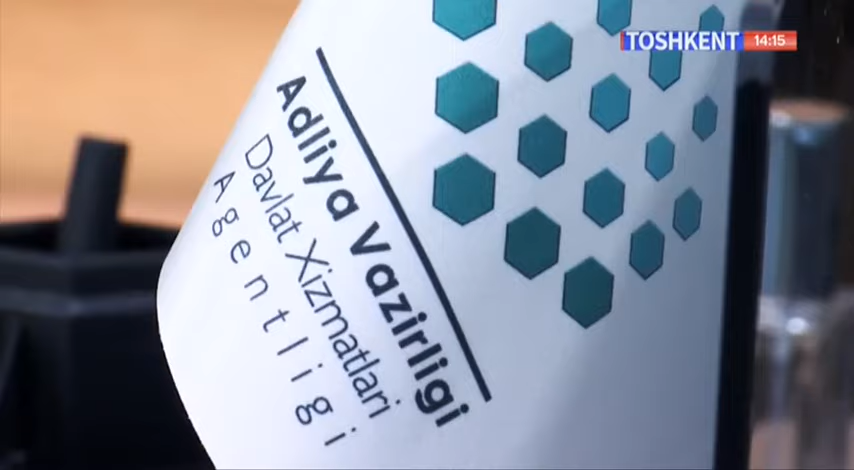 TOSHKENT 14:15
Adliya Vazirligi
Davlat Xizmatlari
Agentligi